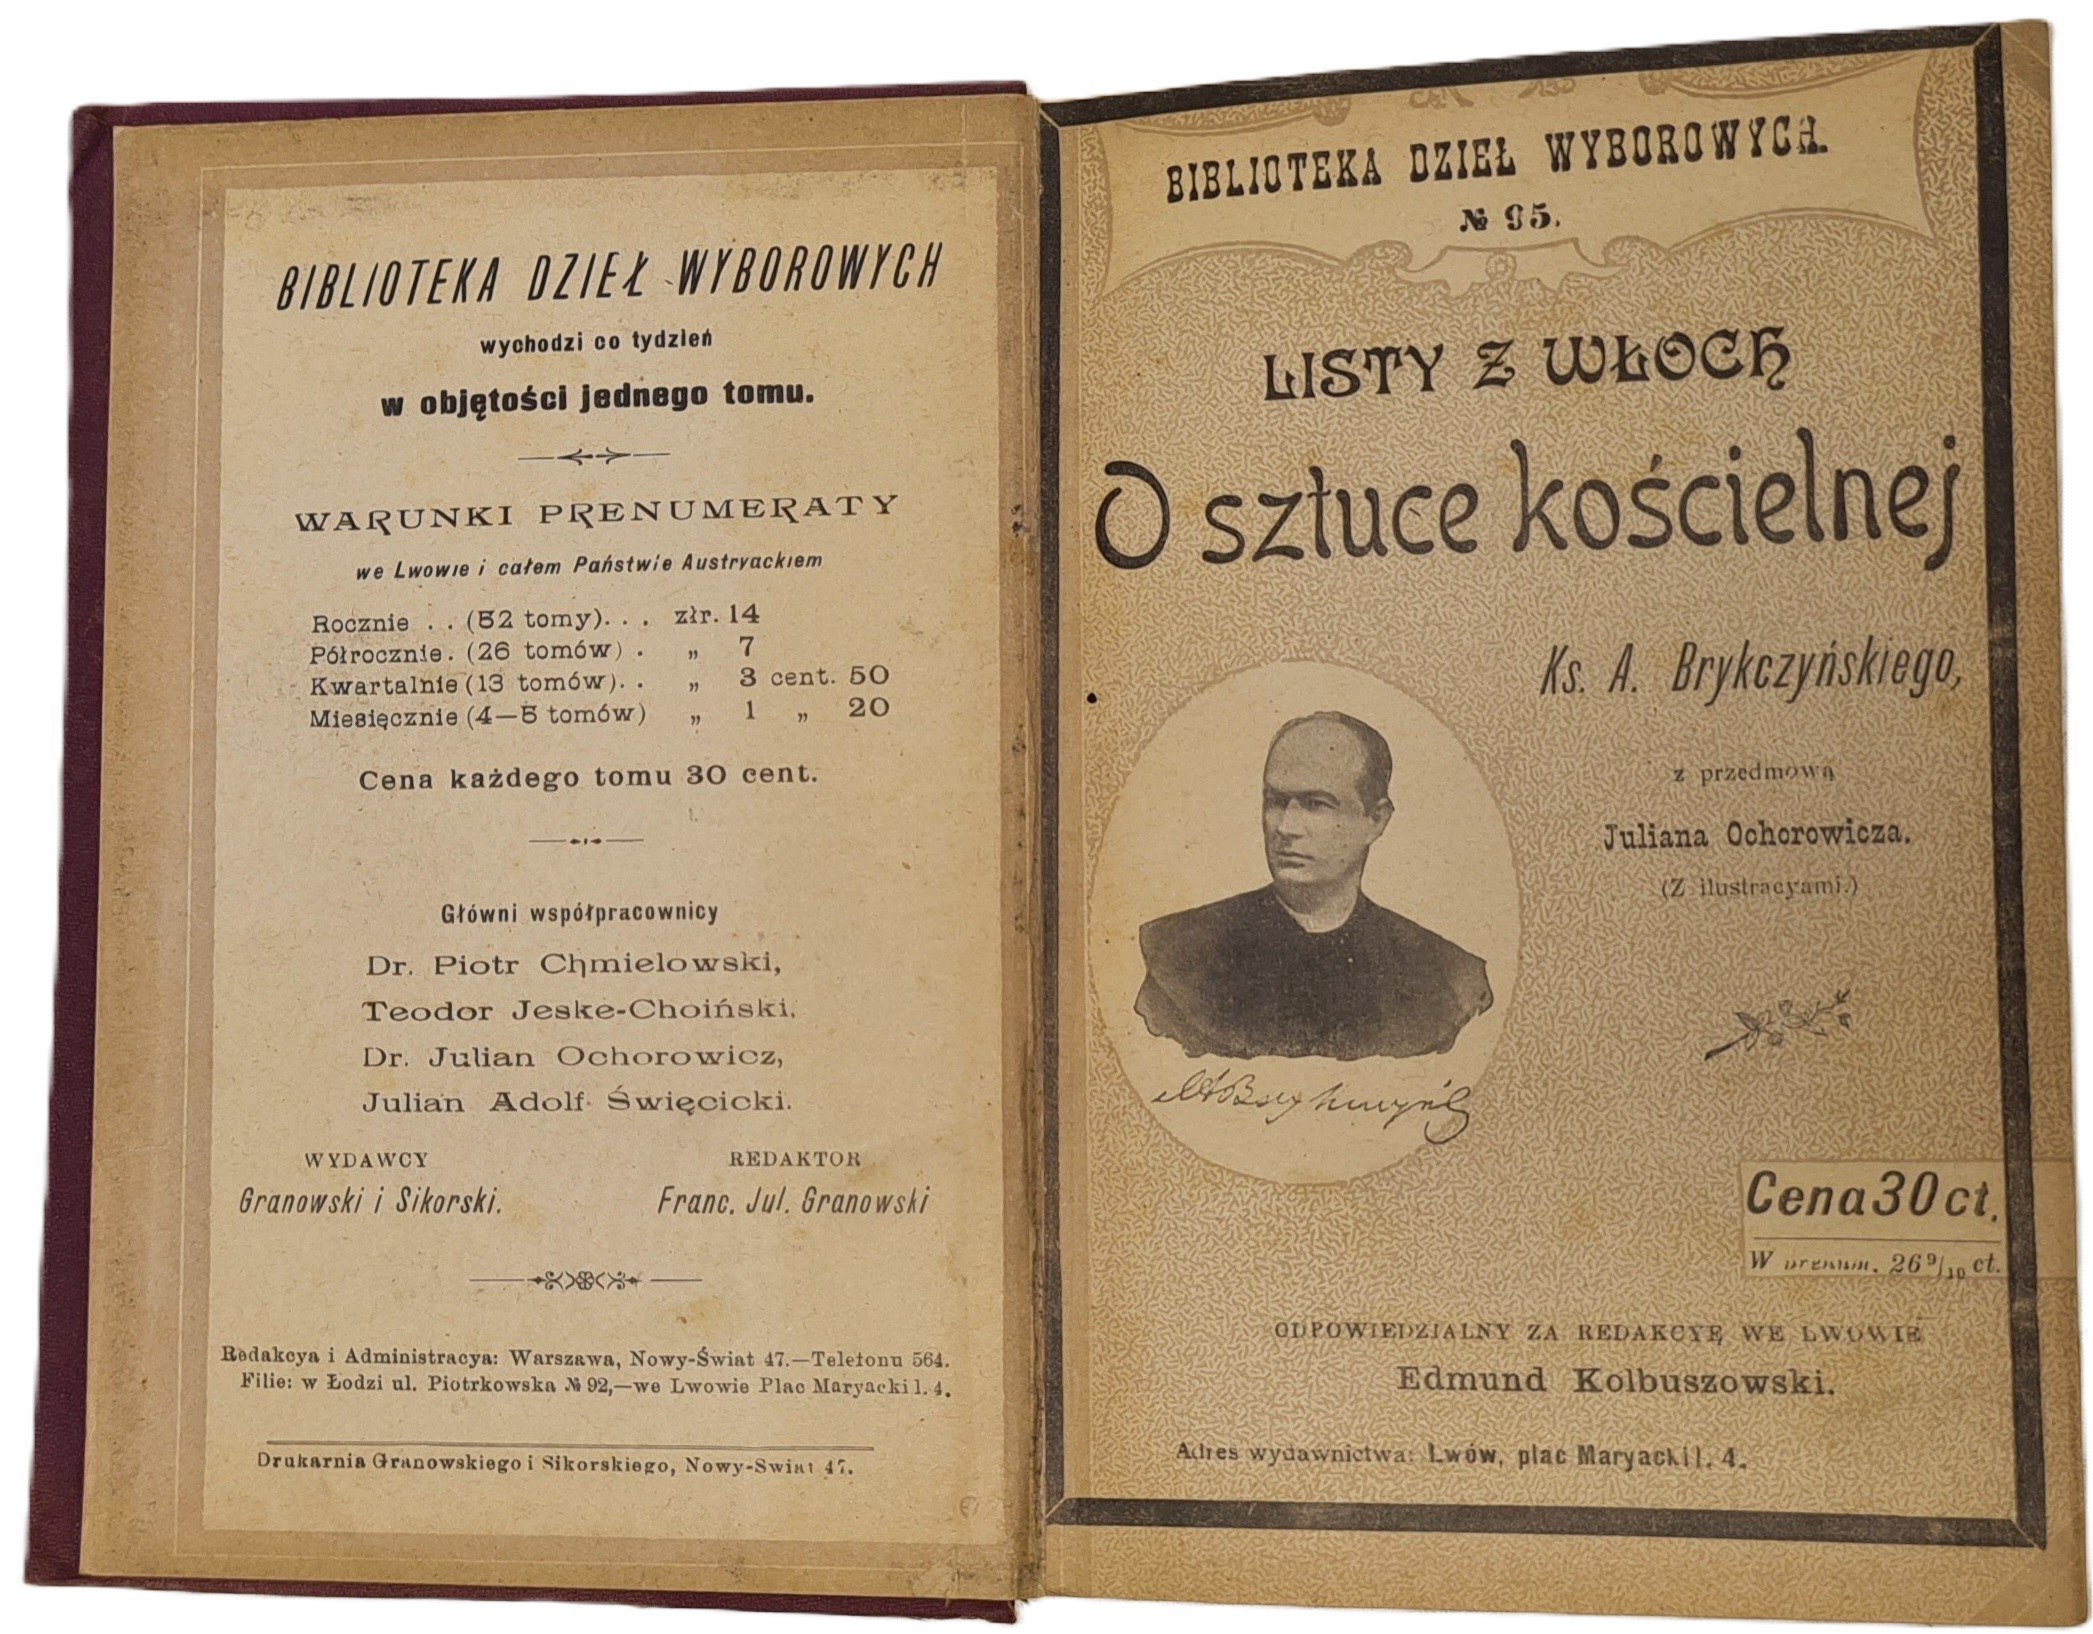 BIBLIOTEKA DZIEŁ WYBOROWYCH
wychodzi co tydzień
w objętości jednego tomu.
WARUNKI PRENUMERATY
we Lwowie i całem Państwie Austryackiem
Rocznie . . (52 tomy). . . złr. 14
Półrocznie. (26 tomów) . „ 7
Kwartalnie (13 tomów). . „ 3 cent. 50
Miesięcznie (4—5 tomów) „ 1 „ 20
Cena każdego tomu 30 cent.
Główni współpracownicy
Dr. Piotr Chmielowski,
Teodor Jeske-Choiński,
Dr. Julian Ochorowicz,
Julian Adolf Święcicki.
WYDAWCY
Granowski i Sikorski.
REDAKTOR
Franc. Jul. Granowski
Redakcya i Administracya: Warszawa, Nowy-Świat 47.—Telefonu 564.
Filie: w Łodzi ul. Piotrkowska № 92,—we Lwowie Plac Maryacki l. 4.
Drukarnia Granowskiego i Sikorskiego, Nowy-Świat 47.
BIBLIOTEKA DZIEŁ WYBOROWYCH.
№ 95.
LISTY Z WŁOCH
O sztuce kościelnej
Ks. A. Brykczyńskiego,
z przedmową
Juliana Ochorowicza.
(Z ilustracyami.)
Cena 30 ct.
W prenum. 26 9/10 ct.
ODPOWIEDZIALNY ZA REDAKCYĘ WE LWOWIE
Edmund Kolbuszowski.
Adres wydawnictwa: Lwów, plac Maryacki l. 4.